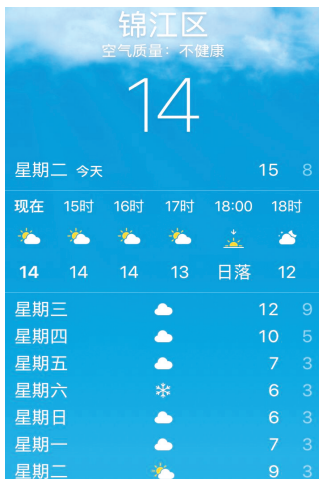 锦江区
空气质量：不健康
14
星期二 今天 15 8
现在 15时 16时 17时 18:00 18时
14 14 14 13 日落 12
星期三 12 9
星期四 10 5
星期五 7 3
星期六 6 3
星期日 6 3
星期一 7 3
星期二 9 3